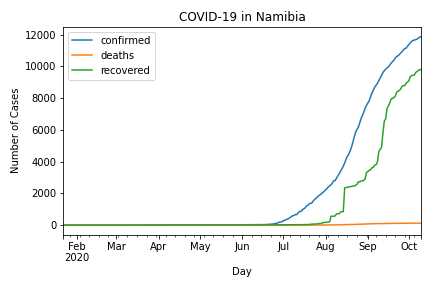 COVID-19 in Namibia
confirmed
deaths
recovered
12000
10000
8000
6000
4000
2000
0
Number of Cases
Feb Mar Apr May Jun Jul Aug Sep Oct
2020
Day